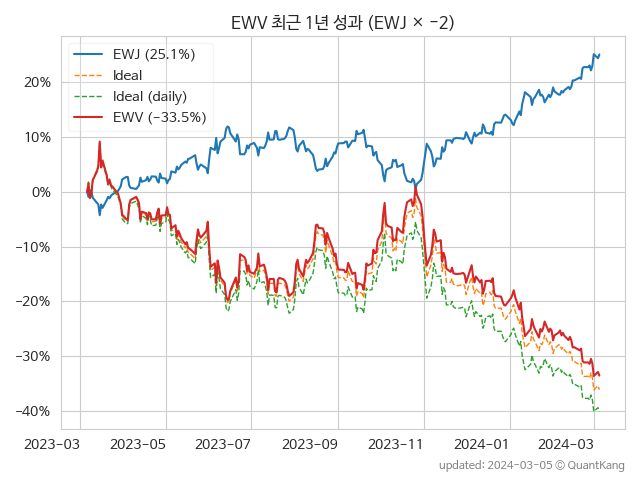 EWV 최근 1년 성과 (EWJ × −2)
EWJ (25.1%)
Ideal
Ideal (daily)
EWV (−33.5%)
20%
10%
0%
−10%
−20%
−30%
−40%
2023−03 2023−05 2023−07 2023−09 2023−11 2024−01 2024−03
updated: 2024−03−05 © QuantKang